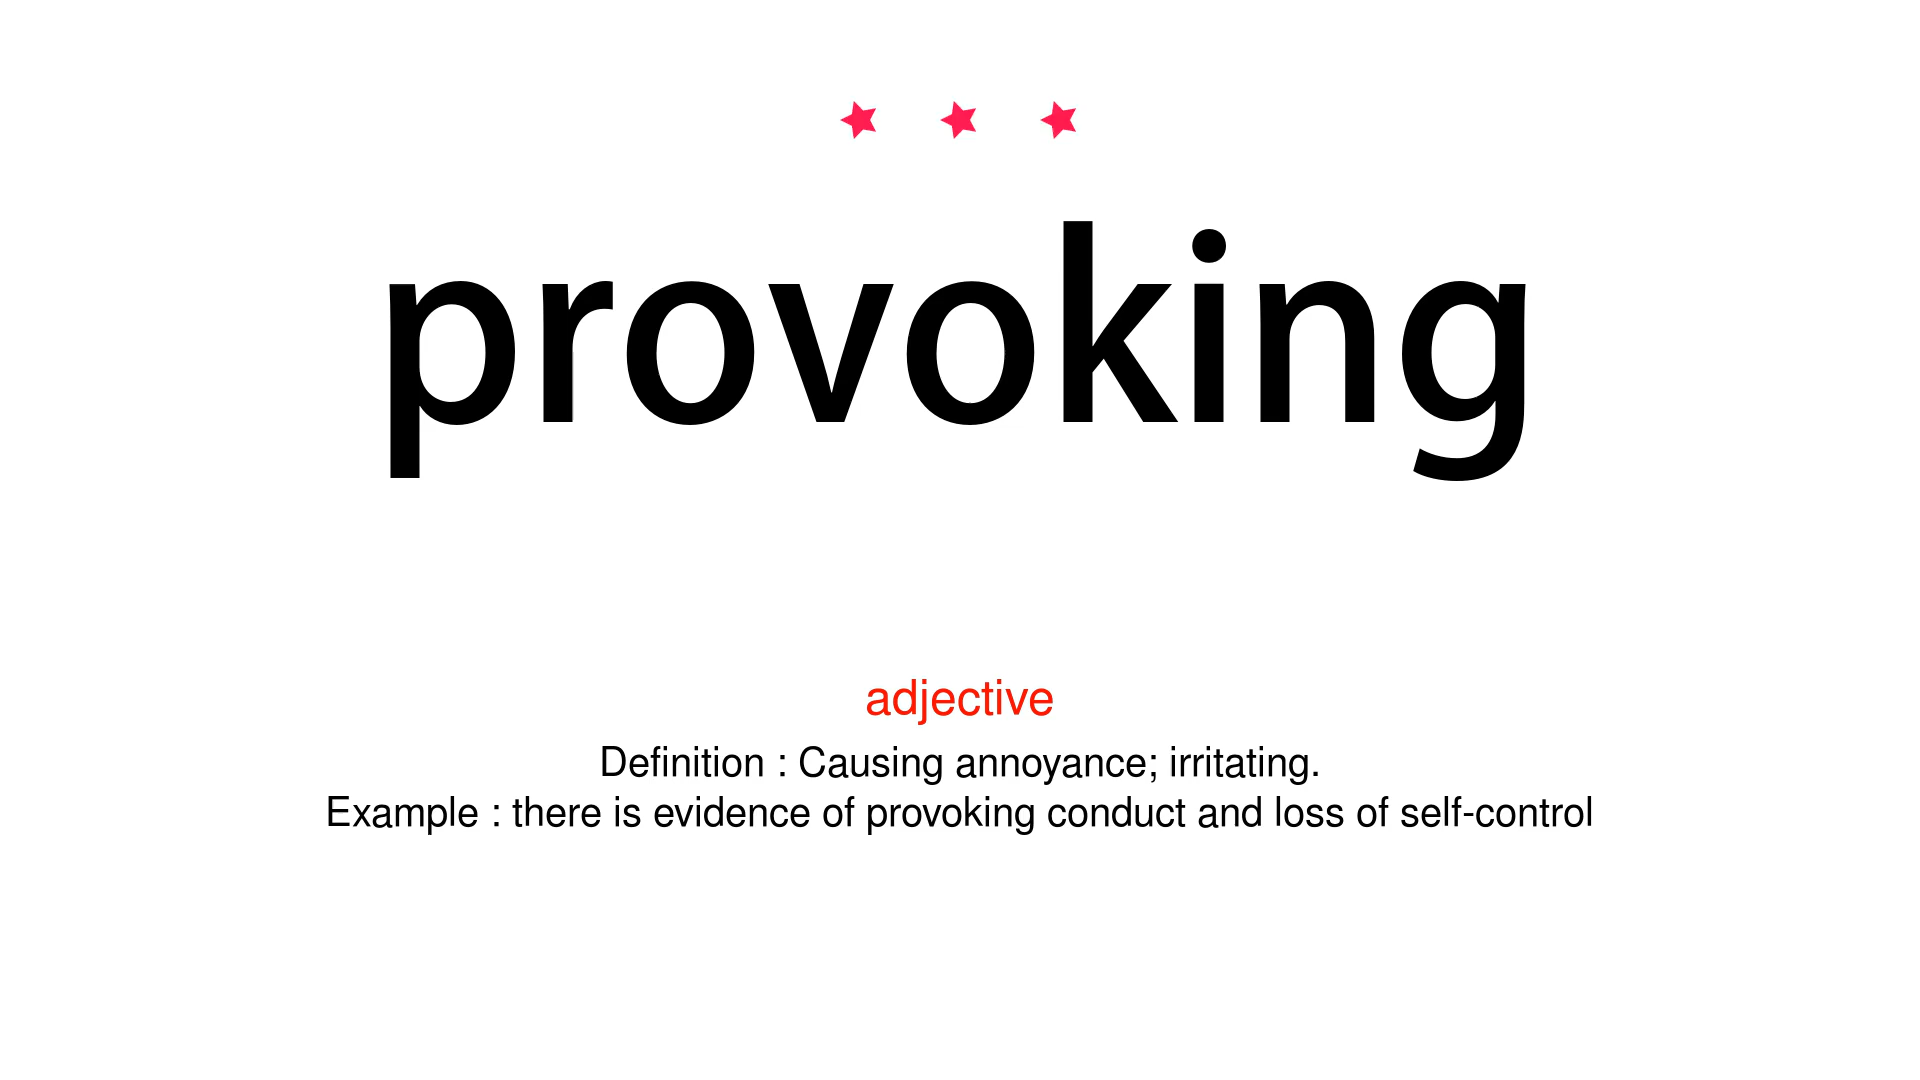 provoking
adjective
Definition : Causing annoyance; irritating.
Example : there is evidence of provoking conduct and loss of self-control